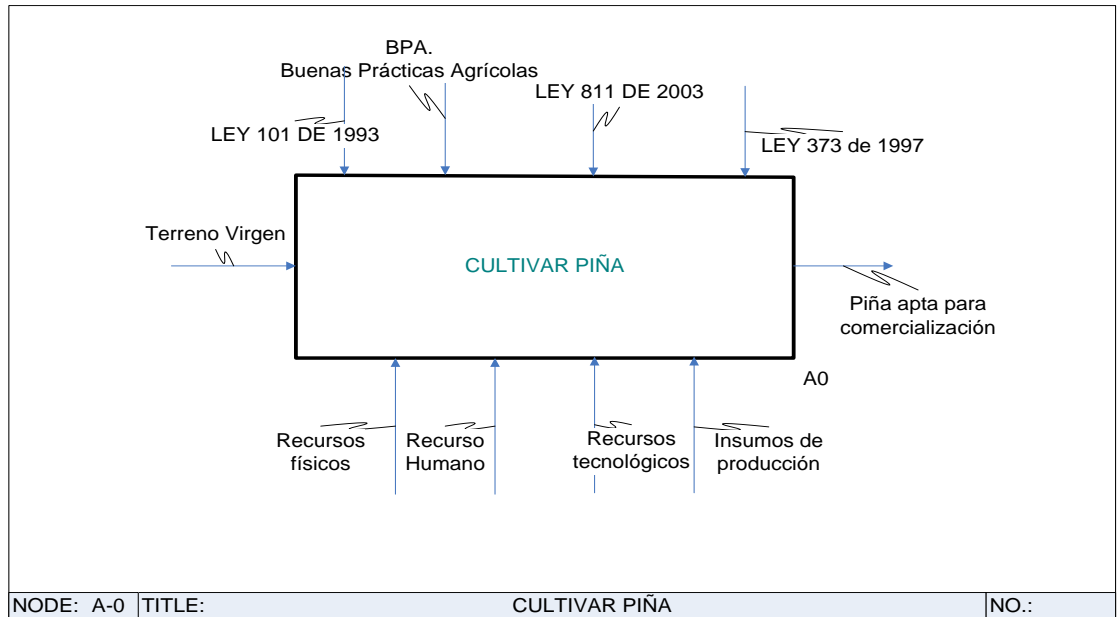 BPA.
Buenas Prácticas Agrícolas
LEY 811 DE 2003
LEY 101 DE 1993
LEY 373 de 1997
Terreno Virgen
CULTIVAR PIÑA
Piña apta para
comercialización
A0
Recursos
físicos
Recurso
Humano
Recursos
tecnológicos
Insumos de
producción
NODE: A-0 TITLE: CULTIVAR PIÑA NO.: